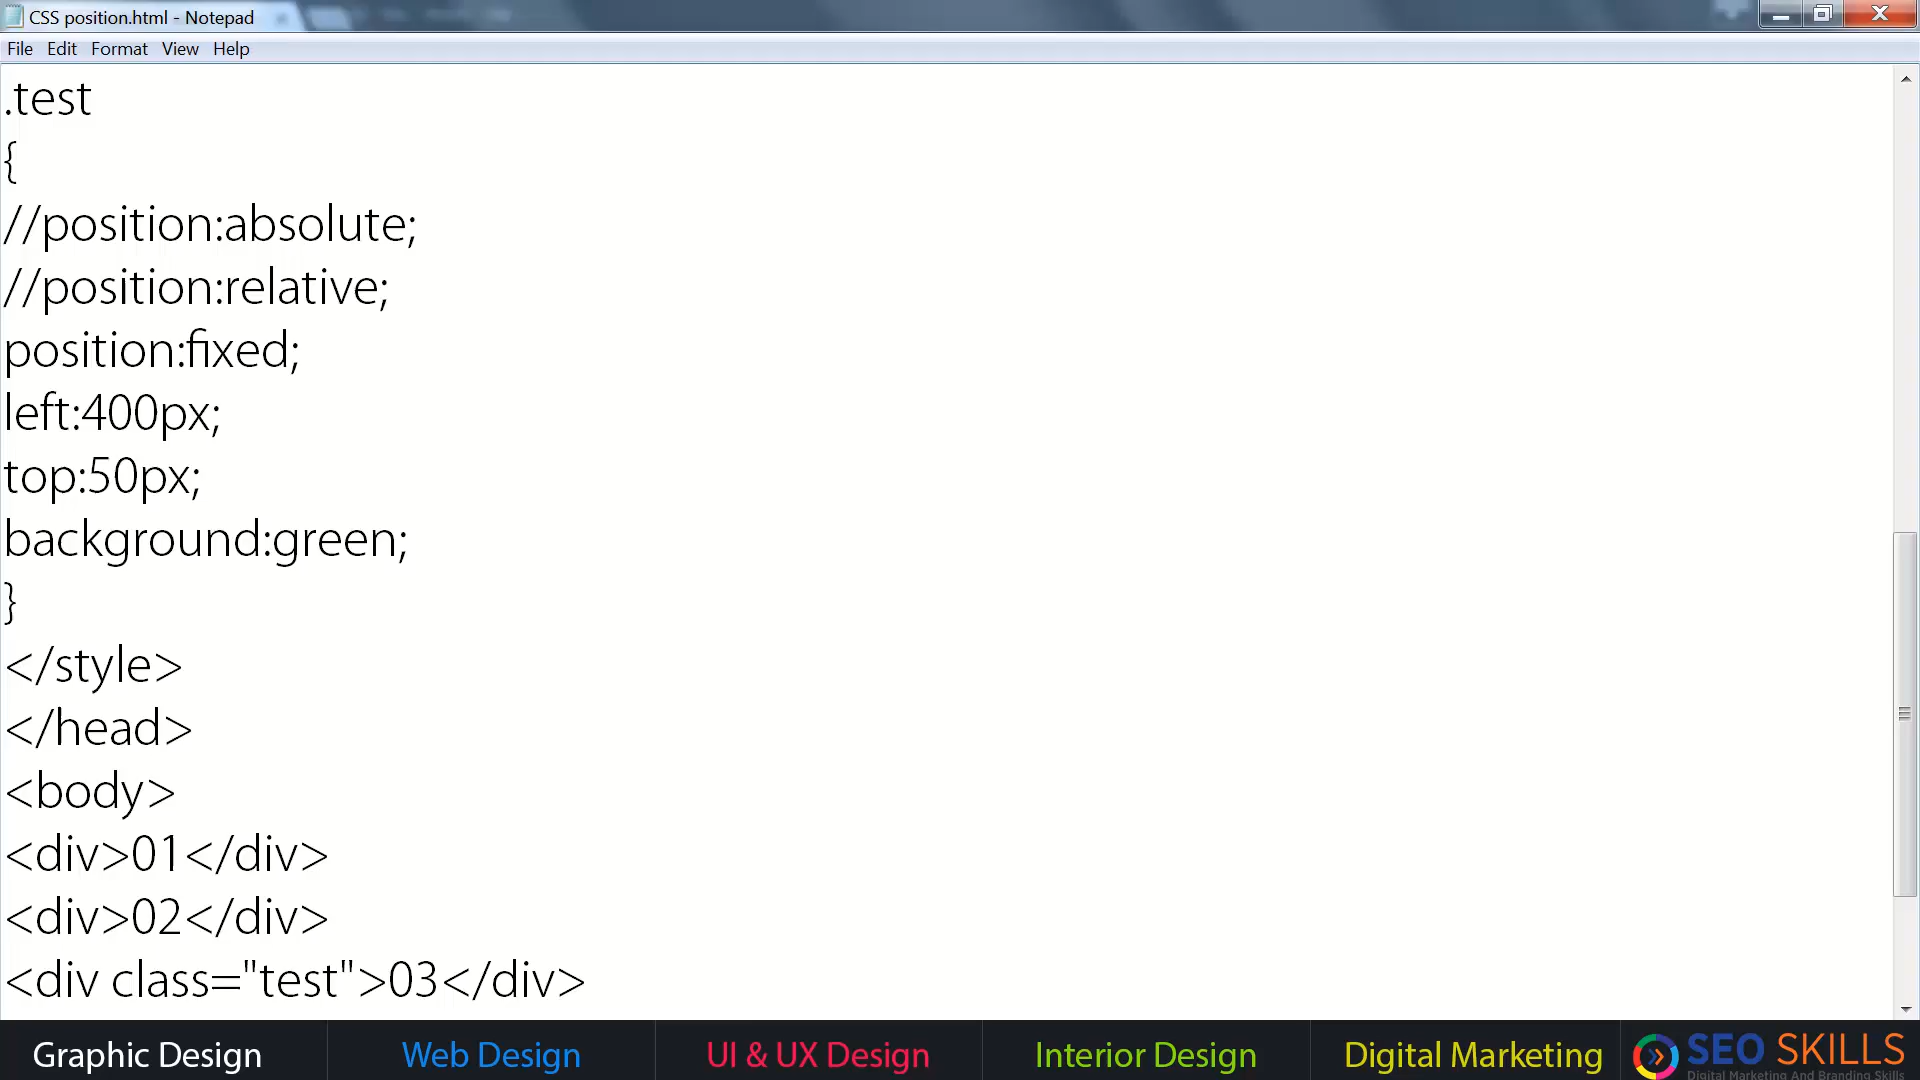 CSS position.html - Notepad
File Edit Format View Help
.test
{
//position:absolute;
//position:relative;
position:fixed;
left:400px;
top:50px;
background:green;
}
</style>
</head>
<body>
<div>01</div>
<div>02</div>
<div class="test">03</div>
Graphic Design Web Design UI & UX Design Interior Design Digital Marketing SEO SKILLS
Digital Marketing And Branding Skills